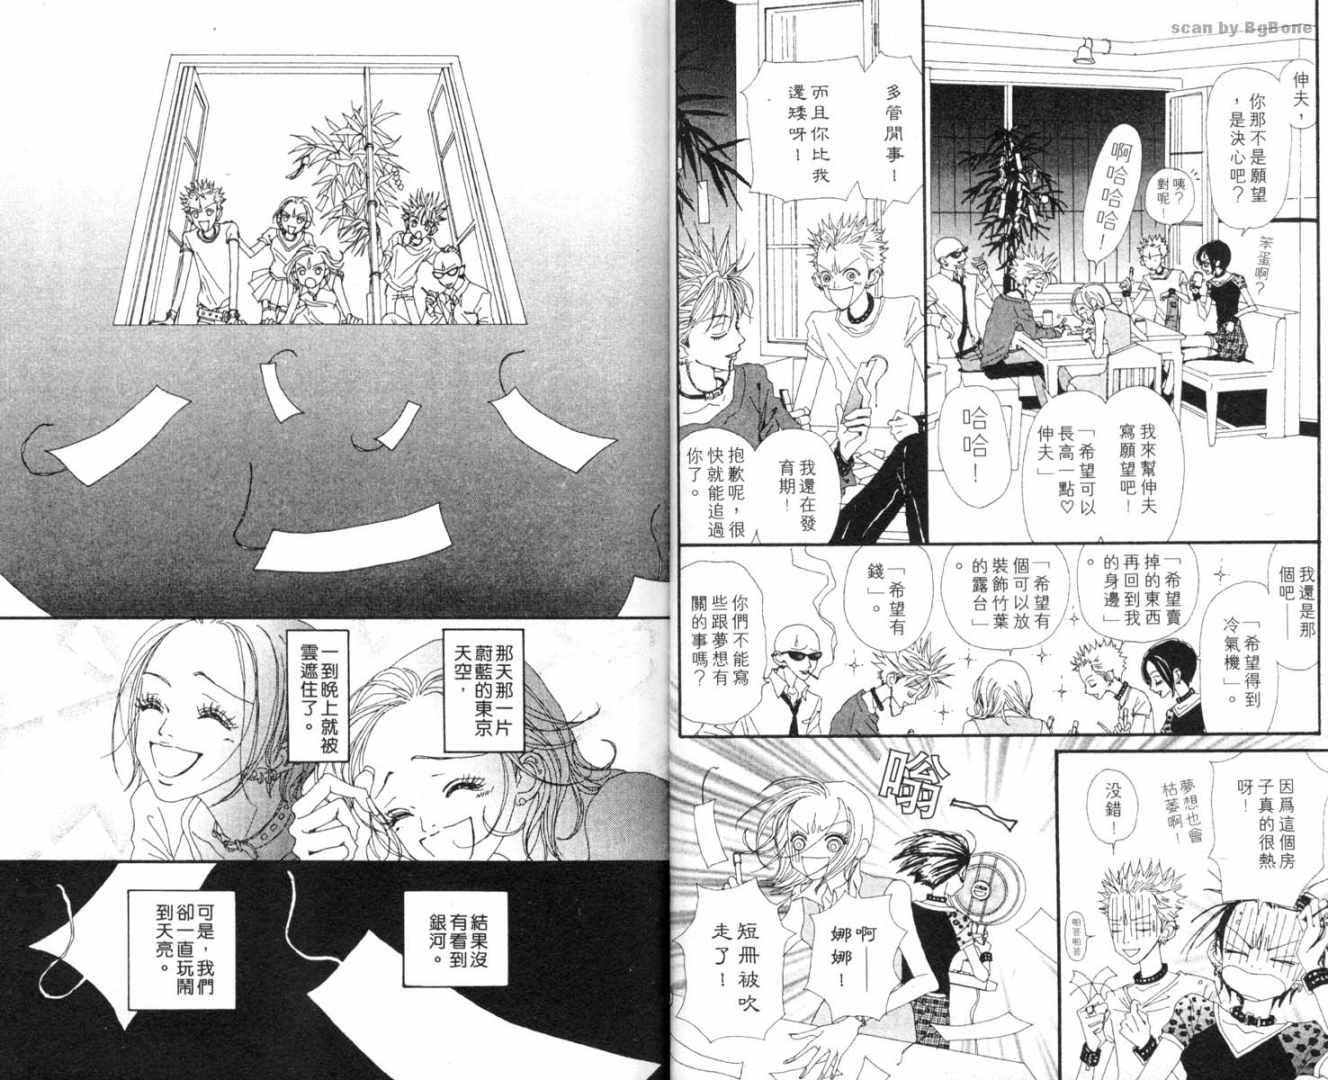 scan by BgBone
伸夫，
你那不是願望
，是決心吧？
咦？
對呢！
笨蛋啊？
啊哈哈哈！
我來幫伸夫
寫願望吧！
「希望可以
長高一點♡
伸夫」
哈哈！
多管閒事！
而且你比我
還矮呀！
我還在發
育期！
抱歉呢，很
快就能追過
你了。
我還是那
個吧——
「希望得到
冷氣機」。
「希望賣
掉的東西
再回到我
的身邊」
。
「希望有
個可以放
裝飾竹葉
的露台」
。
「希望有
錢」。
你們不能寫
些跟夢想有
關的事嗎？
因爲這個房
子真的很熱
呀！
夢想也會
枯萎啊！
沒錯！
啪答啪答
嗡—
啊——
娜娜！
短冊被吹
走了！
那天那一片
蔚藍的東京
天空，
一到晚上就被
雲遮住了。
結果沒
有看到
銀河。
可是，我們
卻一直玩鬧
到天亮。